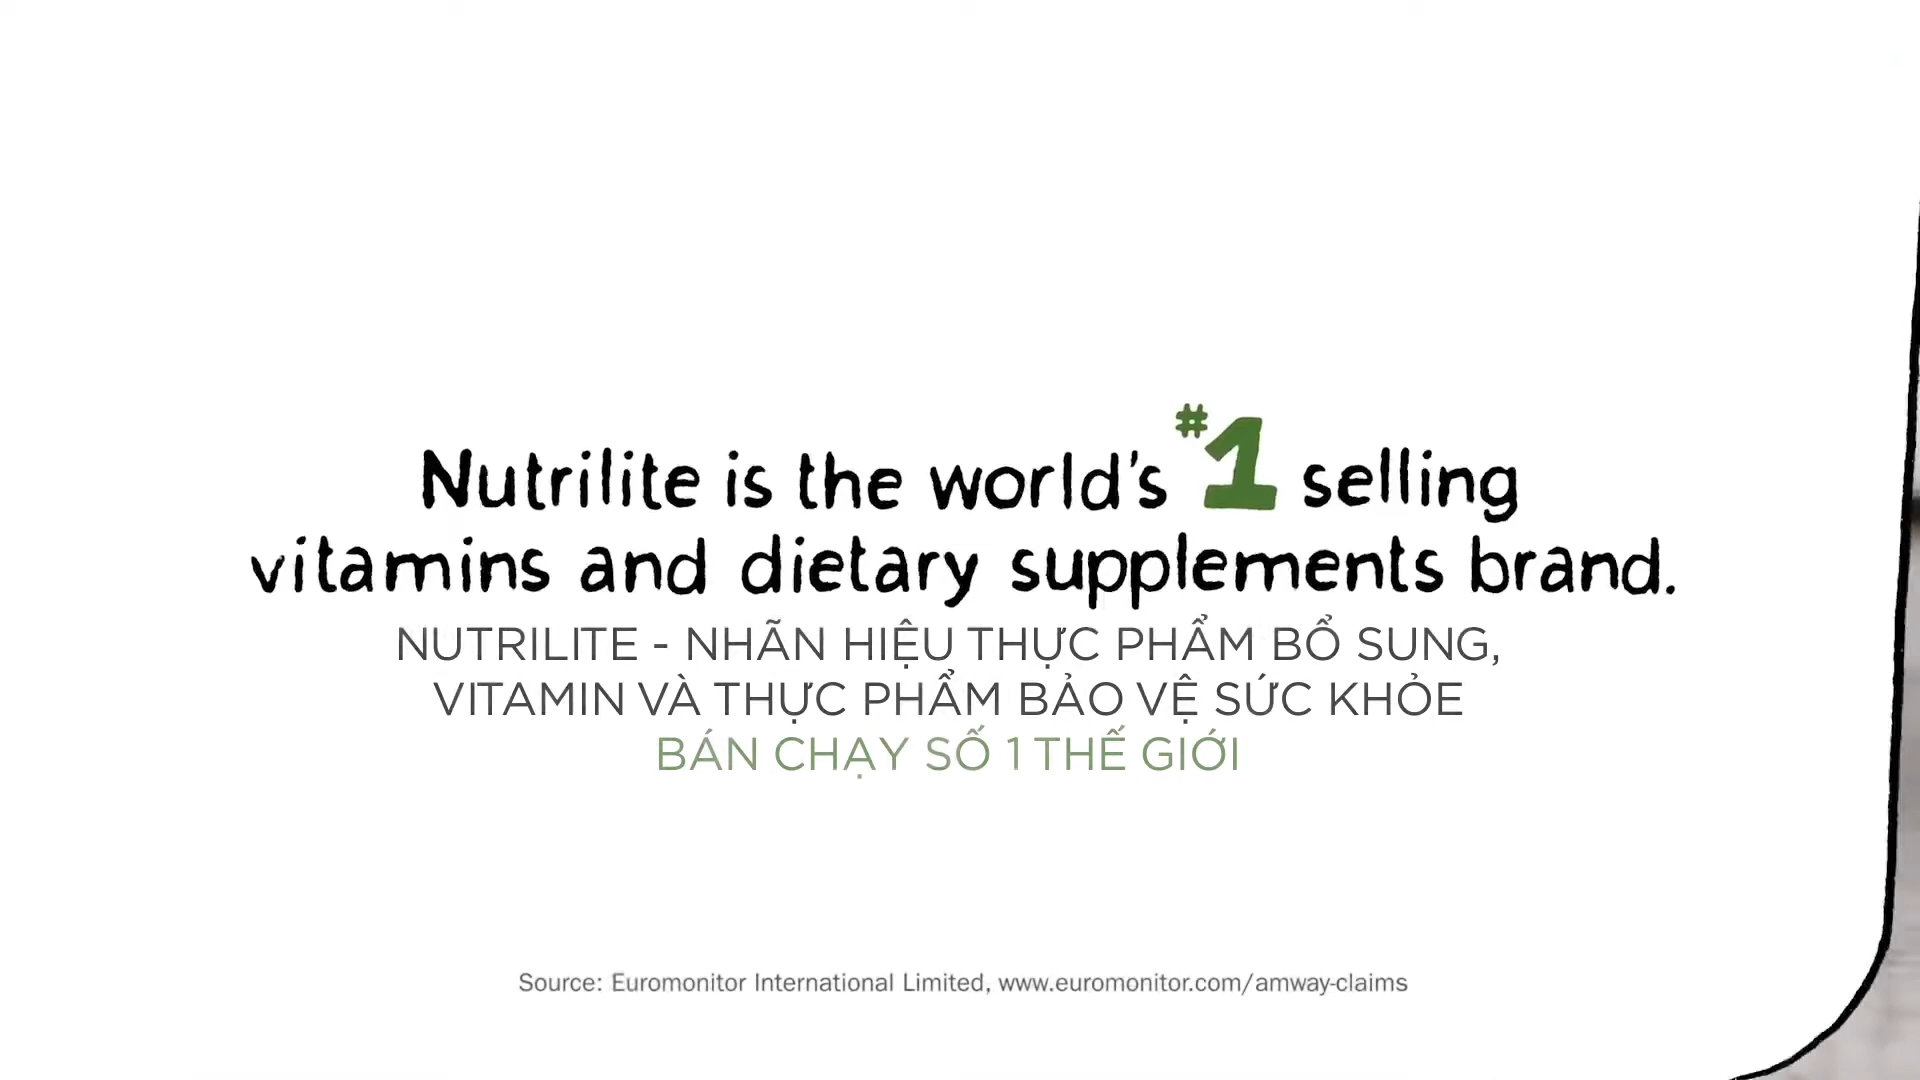 Nutrilite is the world's #1 selling
vitamins and dietary supplements brand.
NUTRILITE - NHÃN HIỆU THỰC PHẨM BỔ SUNG,
VITAMIN VÀ THỰC PHẨM BẢO VỆ SỨC KHỎE
BÁN CHẠY SỐ 1 THẾ GIỚI
Source: Euromonitor International Limited, www.euromonitor.com/amway-claims